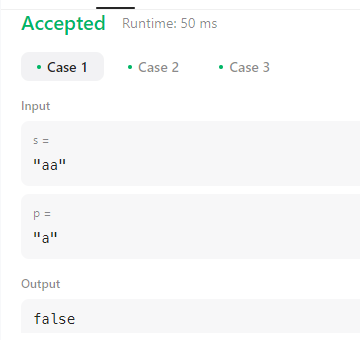 Accepted Runtime: 50 ms
• Case 1 • Case 2 • Case 3
Input
s =
"aa"
p =
"a"
Output
false